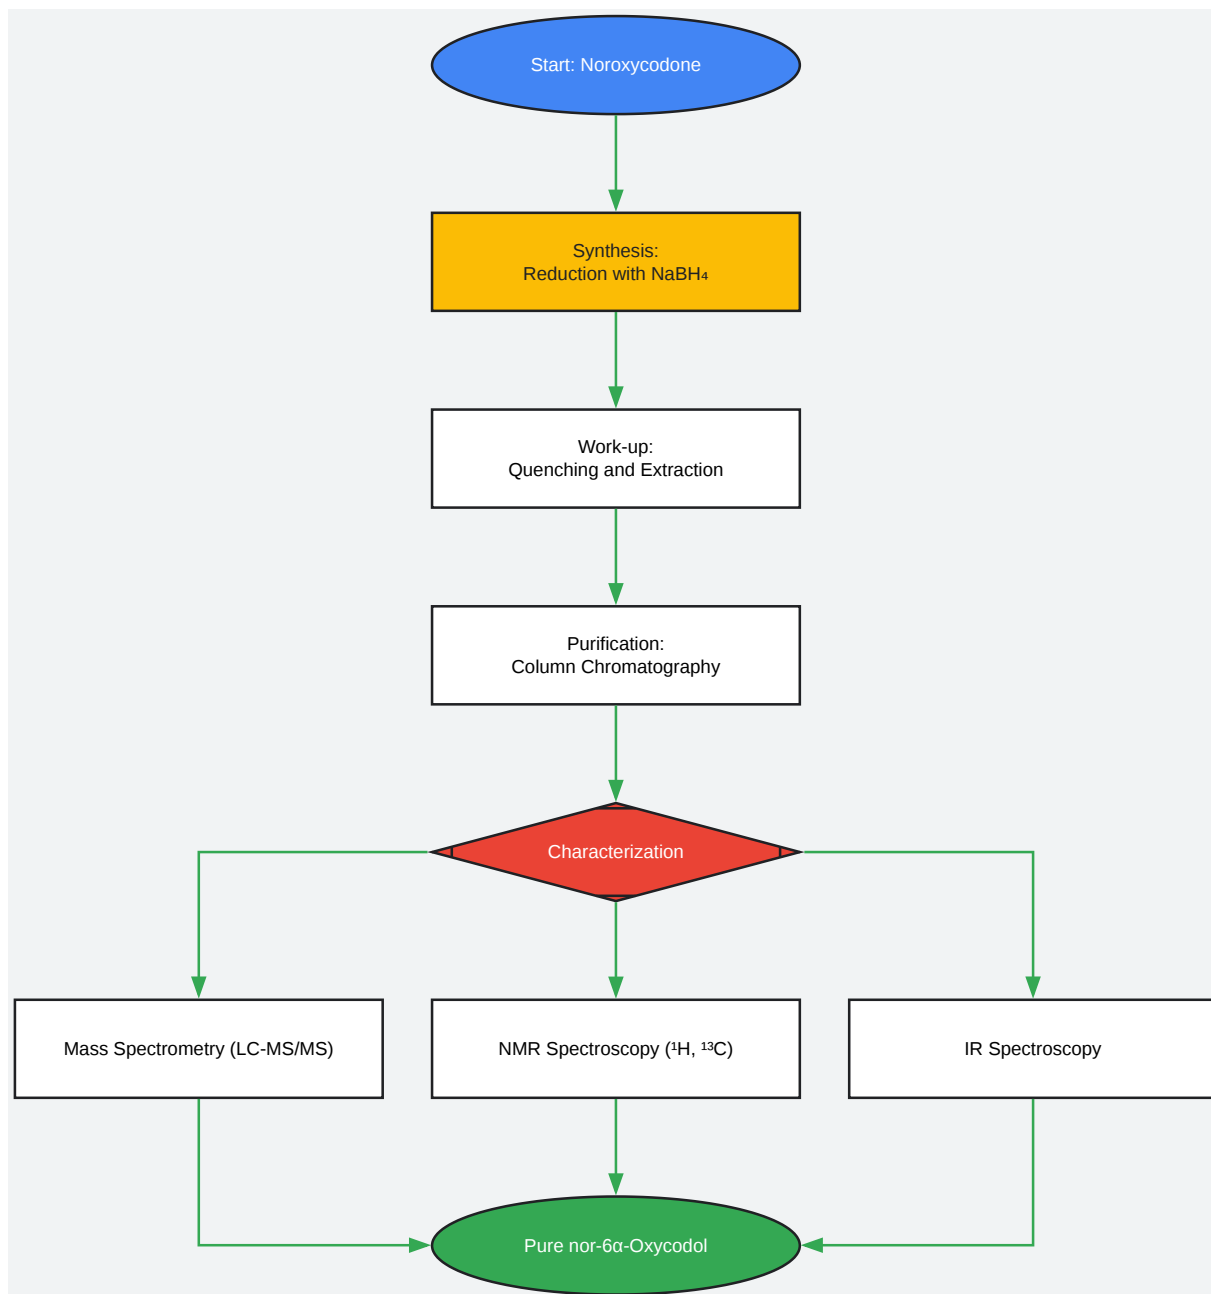 Start: Noroxycodone
Synthesis:
Reduction with NaBH₄
Work-up:
Quenching and Extraction
Purification:
Column Chromatography
Characterization
Mass Spectrometry (LC-MS/MS)
NMR Spectroscopy (¹H, ¹³C)
IR Spectroscopy
Pure nor-6α-Oxycodol